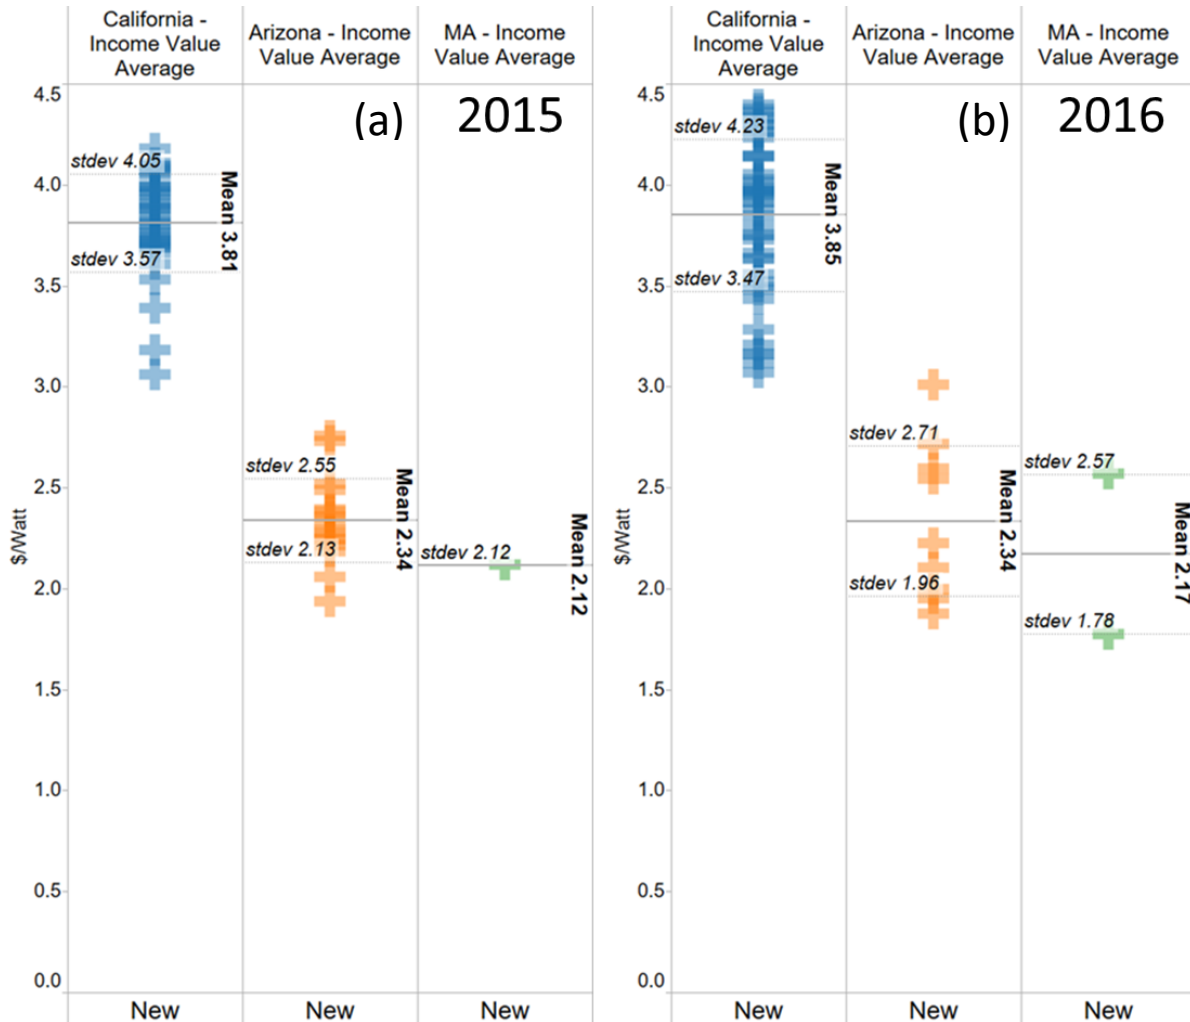 California -
Income Value
Average
Arizona - Income
Value Average
MA - Income
Value Average
(a)
2015
4.5
4.0
3.5
3.0
2.5
2.0
1.5
1.0
0.5
0.0
$/Watt
stdev 4.05
Mean 3.81
stdev 3.57
stdev 2.55
Mean 2.34
stdev 2.13
stdev 2.12
Mean 2.12
New
New
New
California -
Income Value
Average
Arizona - Income
Value Average
MA - Income
Value Average
(b)
2016
4.5
4.0
3.5
3.0
2.5
2.0
1.5
1.0
0.5
0.0
$/Watt
stdev 4.23
Mean 3.85
stdev 3.47
stdev 2.71
Mean 2.34
stdev 1.96
stdev 2.57
Mean 2.17
stdev 1.78
New
New
New